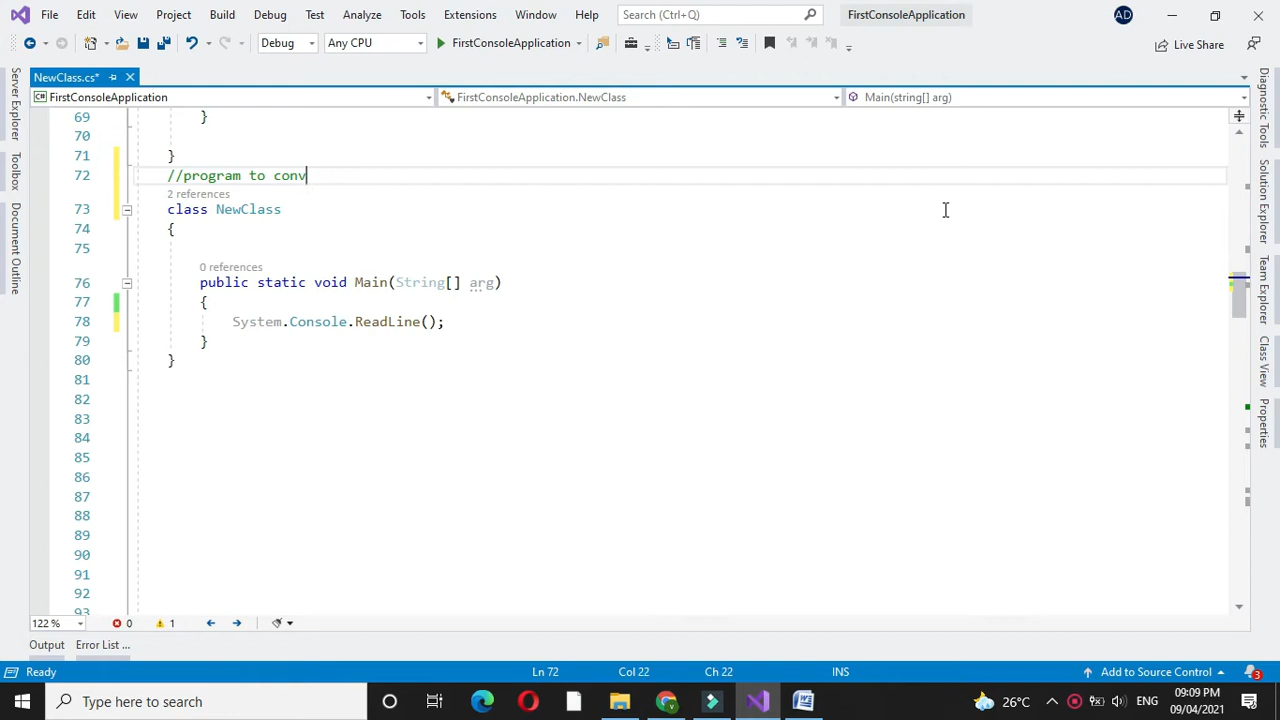 File Edit View Project Build Debug Test Analyze Tools Extensions Window Help Search (Ctrl+Q) FirstConsoleApplication AD
Debug Any CPU FirstConsoleApplication Live Share
NewClass.cs*
FirstConsoleApplication FirstConsoleApplication.NewClass Main(string[] arg)
Server Explorer
Toolbox
Document Outline
69 }
70
71 }
72 //program to conv
2 references
73 class NewClass
74 {
75
0 references
76 public static void Main(String[] arg)
77 {
78 System.Console.ReadLine();
79 }
80 }
81
82
83
84
85
86
87
88
89
90
91
92
93
Diagnostic Tools
Solution Explorer
Team Explorer
Class View
Properties
122 % 0 1
Output Error List ...
Ready Ln 72 Col 22 Ch 22 INS Add to Source Control 3
Type here to search 26°C ENG 09:09 PM
09/04/2021